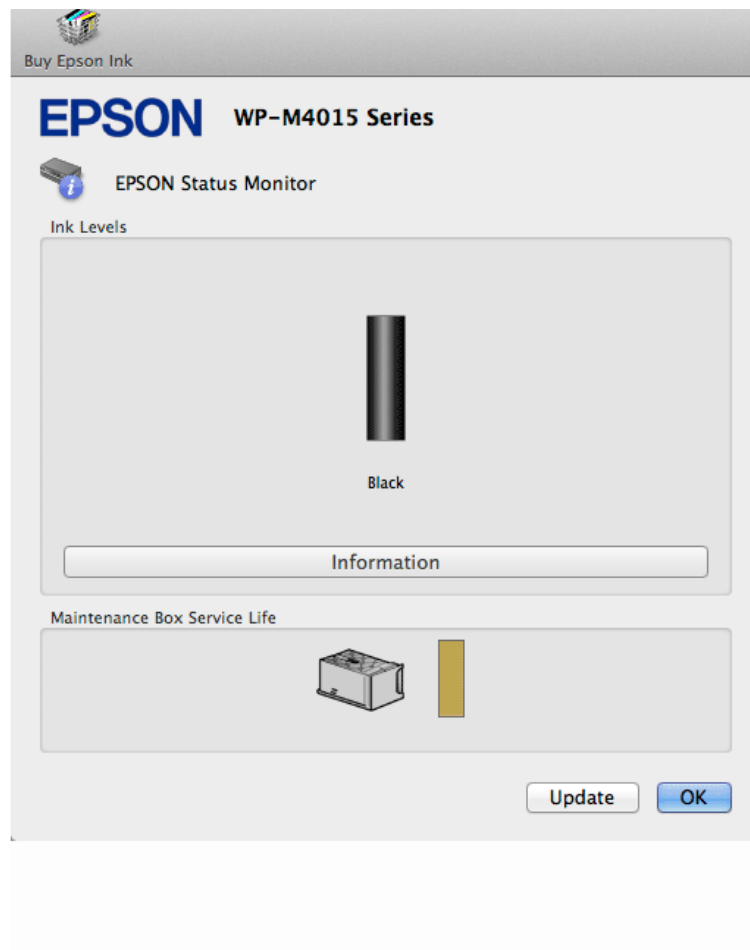 Buy Epson Ink
EPSON WP-M4015 Series
EPSON Status Monitor
Ink Levels
Black
Information
Maintenance Box Service Life
Update OK